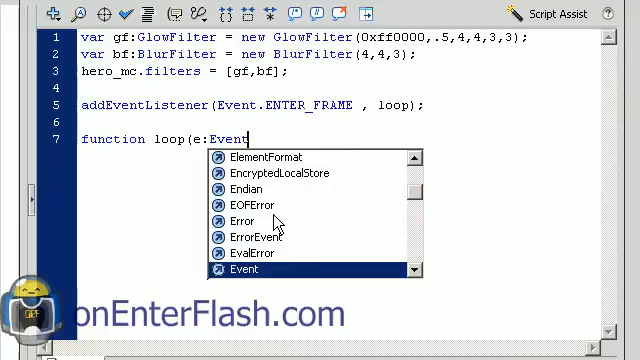 Script Assist
1 var gf:GlowFilter = new GlowFilter(0xff0000,.5,4,4,3,3);
2 var bf:BlurFilter = new BlurFilter(4,4,3);
3 hero_mc.filters = [gf,bf];
4
5 addEventListener(Event.ENTER_FRAME , loop);
6
7 function loop(e:Event
ElementFormat
EncryptedLocalStore
Endian
EOFError
Error
ErrorEvent
EvalError
Event
OEF
onEnterFlash.com